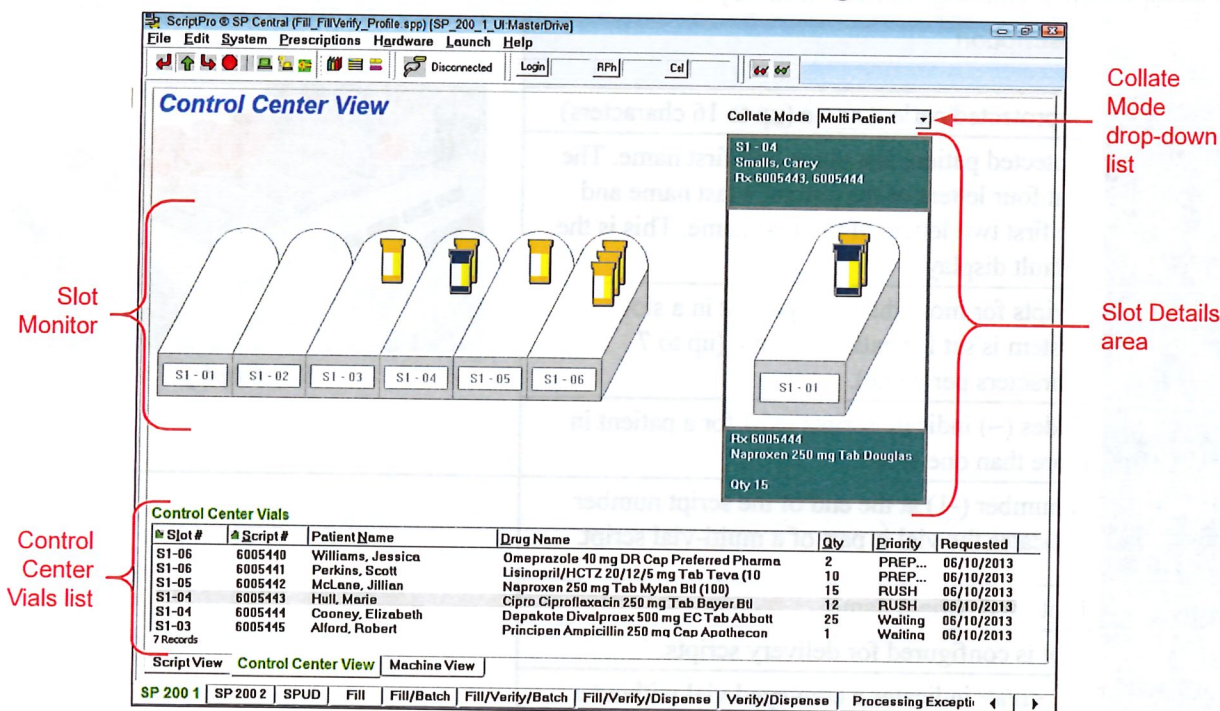 ScriptPro ® SP Central (Fill_FillVerify_Profile.spp) [SP_200_1_UI:MasterDrive]
File Edit System Prescriptions Hardware Launch Help
Disconnected Login RPh Csl
Control Center View
Collate Mode Multi Patient
Collate
Mode
drop-down
list
S1 - 04
Smalls, Carcy
Rx 6005443, 6005444
Slot
Monitor
Slot Details
area
S1 - 01 S1 - 02 S1 - 03 S1 - 04 S1 - 05 S1 - 06
S1 - 01
Rx 6005444
Naproxen 250 mg Tab Douglas
Qty 15
Control
Center
Vials list
Control Center Vials
Slot # Script # Patient Name Drug Name Qty Priority Requested
S1-06 6005440 Williams, Jessica Omeprazole 40 mg DR Cap Preferred Pharma 2 PREP... 06/10/2013
S1-06 6005441 Perkins, Scott Lisinopril/HCTZ 20/12/5 mg Tab Teva (10 10 PREP... 06/10/2013
S1-05 6005442 McLane, Jillian Naproxen 250 mg Tab Mylan Btl (100) 15 RUSH 06/10/2013
Hull, Marie Cipro Ciproflaxacin 250 mg Tab Bayer Btl 12 RUSH 06/10/2013
S1-04 6005444 Cooney, Elizabeth Depakote Divalproex 500 mg EC Tab Abbott 25 Waiting 06/10/2013
S1-03 6005445 Alford, Robert Principen Ampicillin 250 mg Cap Apothecon 1 Waiting 06/10/2013
7 Records
Script View Control Center View Machine View
SP 200 1 SP 200 2 SPUD Fill Fill/Batch Fill/Verify/Batch Fill/Verify/Dispense Verify/Dispense Processing Excepti